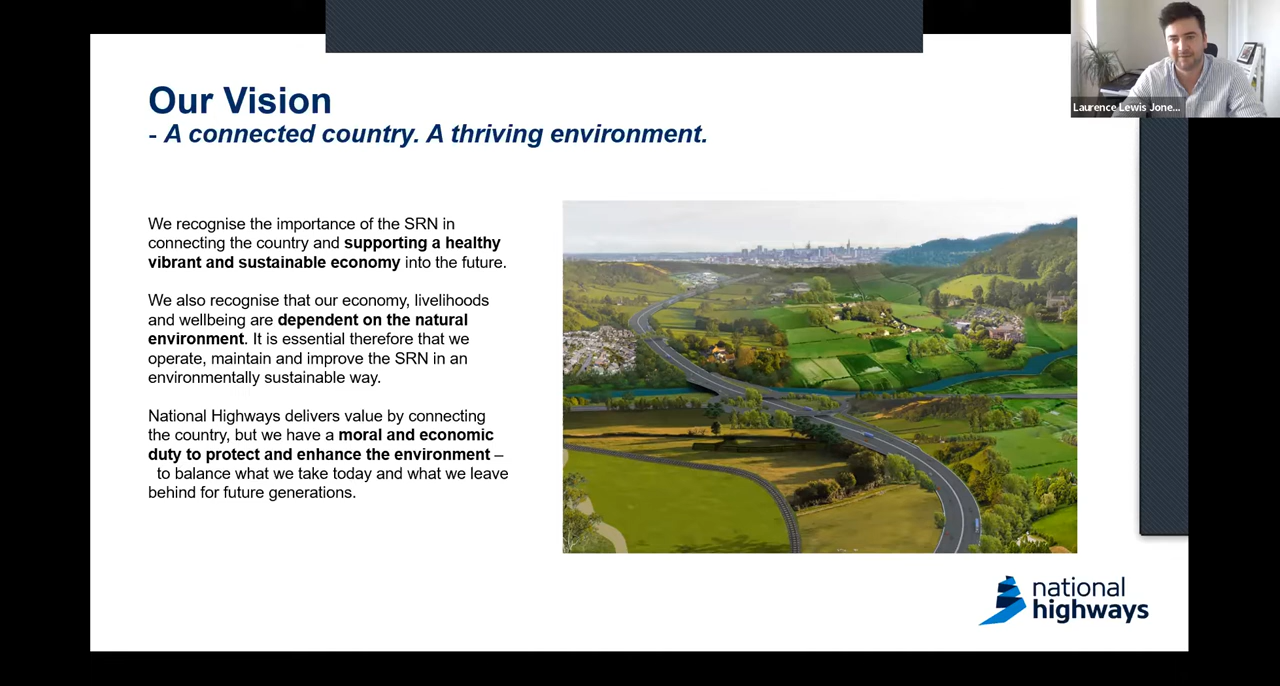 Laurence Lewis Jone...
Our Vision
- A connected country. A thriving environment.
We recognise the importance of the SRN in
connecting the country and supporting a healthy
vibrant and sustainable economy into the future.
We also recognise that our economy, livelihoods
and wellbeing are dependent on the natural
environment. It is essential therefore that we
operate, maintain and improve the SRN in an
environmentally sustainable way.
National Highways delivers value by connecting
the country, but we have a moral and economic
duty to protect and enhance the environment –
to balance what we take today and what we leave
behind for future generations.
national
highways